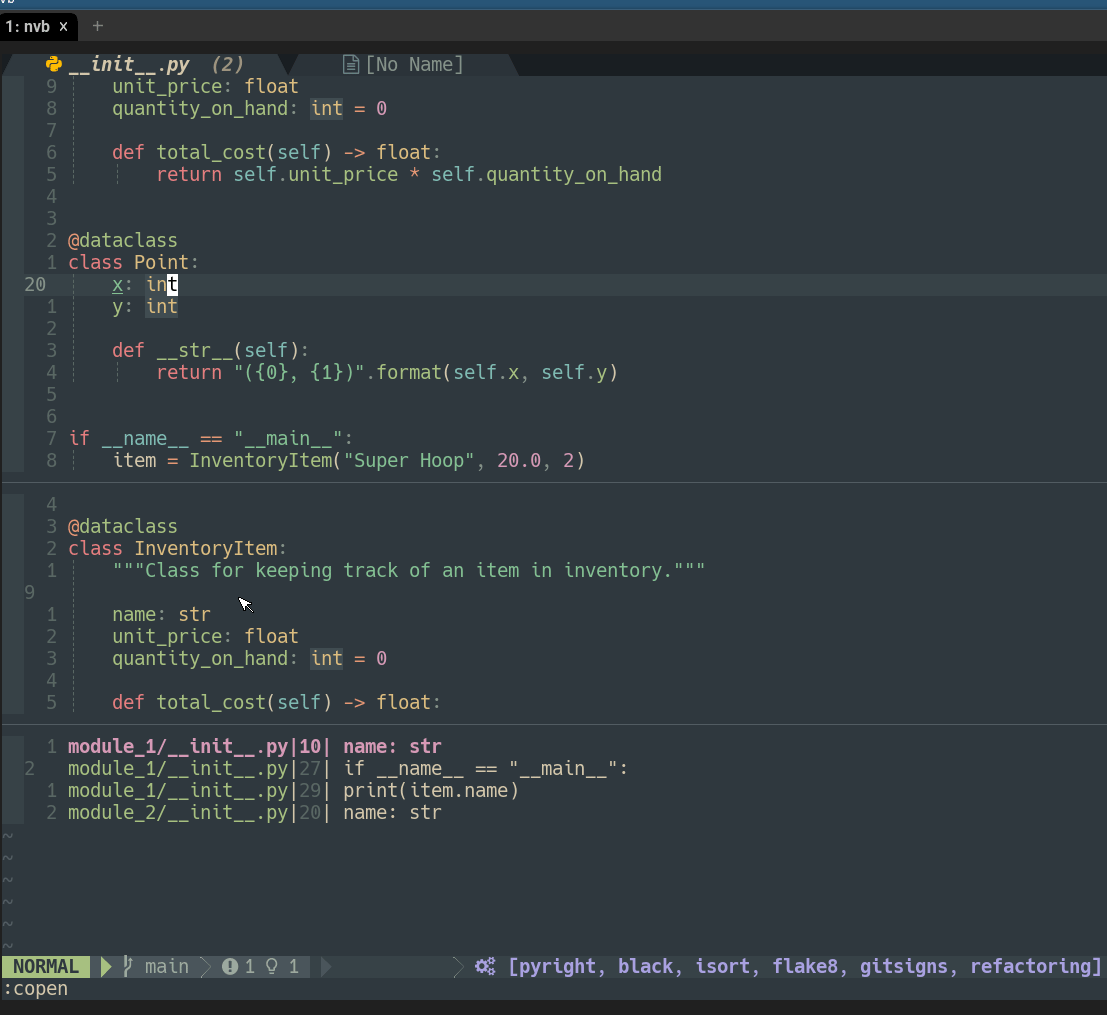 1: nvb × +
__init__.py (2) [No Name]
9 unit_price: float
8 quantity_on_hand: int = 0
7
6 def total_cost(self) -> float:
5 return self.unit_price * self.quantity_on_hand
4
3
2 @dataclass
1 class Point:
20 x: int
1 y: int
2
3 def __str__(self):
4 return "({0}, {1})".format(self.x, self.y)
5
6
7 if __name__ == "__main__":
8 item = InventoryItem("Super Hoop", 20.0, 2)
4
3 @dataclass
2 class InventoryItem:
1 """Class for keeping track of an item in inventory."""
9
1 name: str
2 unit_price: float
3 quantity_on_hand: int = 0
4
5 def total_cost(self) -> float:
1 module_1/__init__.py|10| name: str
2 module_1/__init__.py|27| if __name__ == "__main__":
1 module_1/__init__.py|29| print(item.name)
2 module_2/__init__.py|20| name: str
~
~
~
~
~
~
NORMAL main 1 1 [pyright, black, isort, flake8, gitsigns, refactoring]
:copen